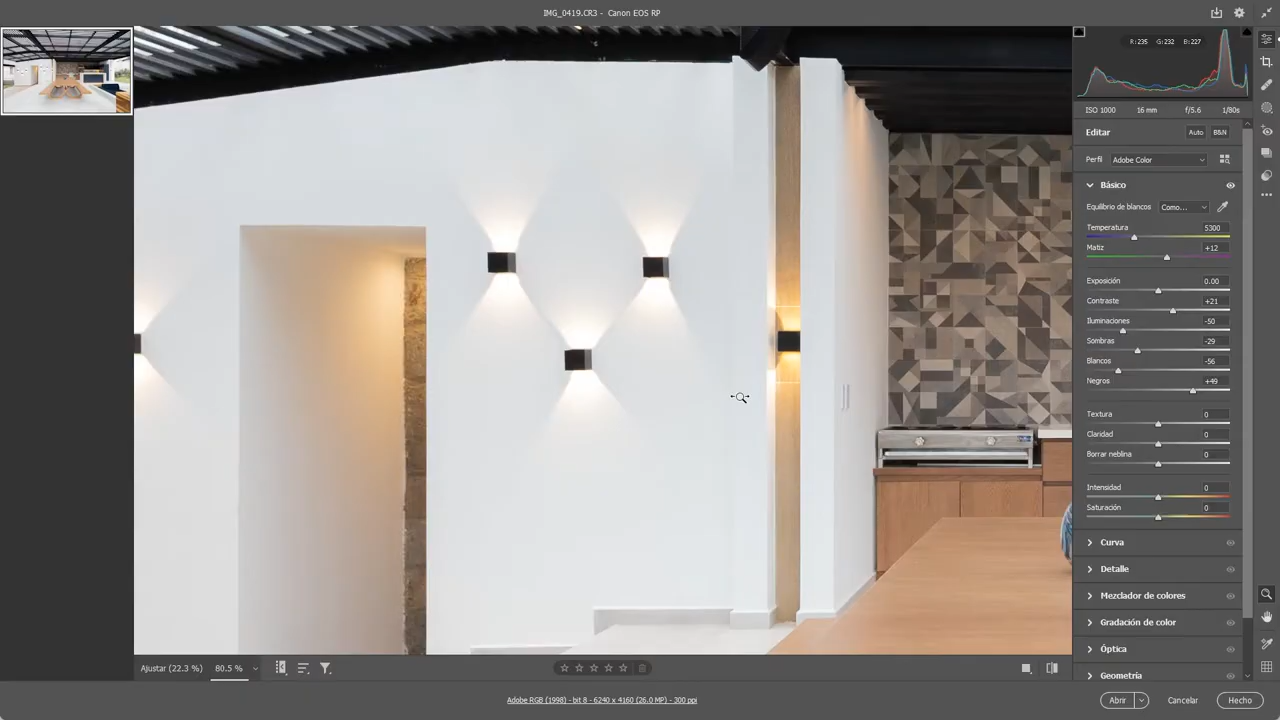 IMG_0419.CR3 - Canon EOS RP
R:235 G:232 B:227
ISO 1000 16 mm f/5.6 1/80s
Editar Auto B&N
Perfil Adobe Color
Básico
Equilibrio de blancos Como...
Temperatura 5300
Matiz +12
Exposición 0.00
Contraste +21
Iluminaciones -50
Sombras -29
Blancos -56
Negros +49
Textura 0
Claridad 0
Borrar neblina 0
Intensidad 0
Saturación 0
Curva
Detalle
Mezclador de colores
Gradación de color
Óptica
Geometría
Ajustar (22.3 %) 80.5 %
Adobe RGB (1998) - bit 8 - 6240 x 4160 (26.0 MP) - 300 ppi
Abrir Cancelar Hecho